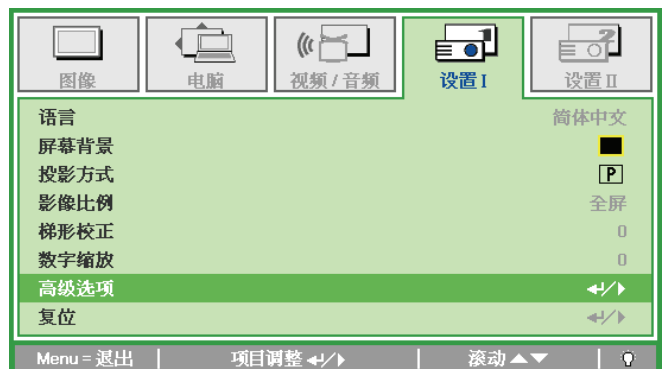 图像 电脑 视频/音频 设置 I 设置 II
语言 简体中文
屏幕背景
投影方式 P
影像比例 全屏
梯形校正 0
数字缩放 0
高级选项
复位
Menu = 退出 项目调整 滚动